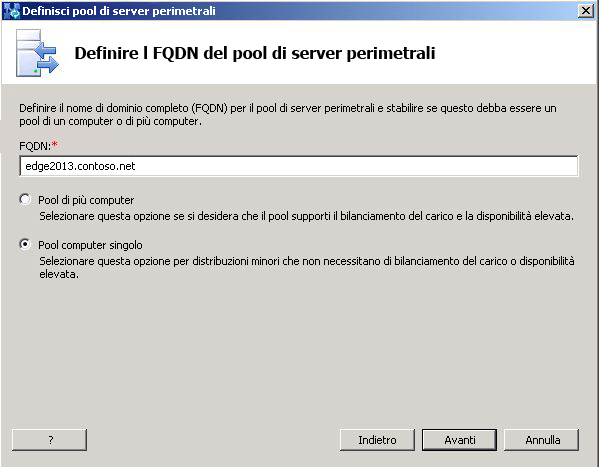 Definisci pool di server perimetrali
Definire l FQDN del pool di server perimetrali
Definire il nome di dominio completo (FQDN) per il pool di server perimetrali e stabilire se questo debba essere un
pool di un computer o di più computer.
FQDN:*
edge2013.contoso.net
Pool di più computer
Selezionare questa opzione se si desidera che il pool supporti il bilanciamento del carico e la disponibilità elevata.
Pool computer singolo
Selezionare questa opzione per distribuzioni minori che non necessitano di bilanciamento del carico o disponibilità
elevata.
?
Indietro
Avanti
Annulla